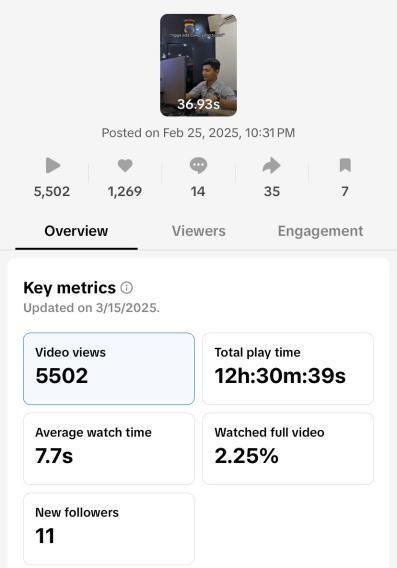 36.93s
Posted on Feb 25, 2025, 10:31 PM
5,502
1,269
14
35
7
Overview
Viewers
Engagement
Key metrics
Updated on 3/15/2025.
Video views
5502
Total play time
12h:30m:39s
Average watch time
7.7s
Watched full video
2.25%
New followers
11